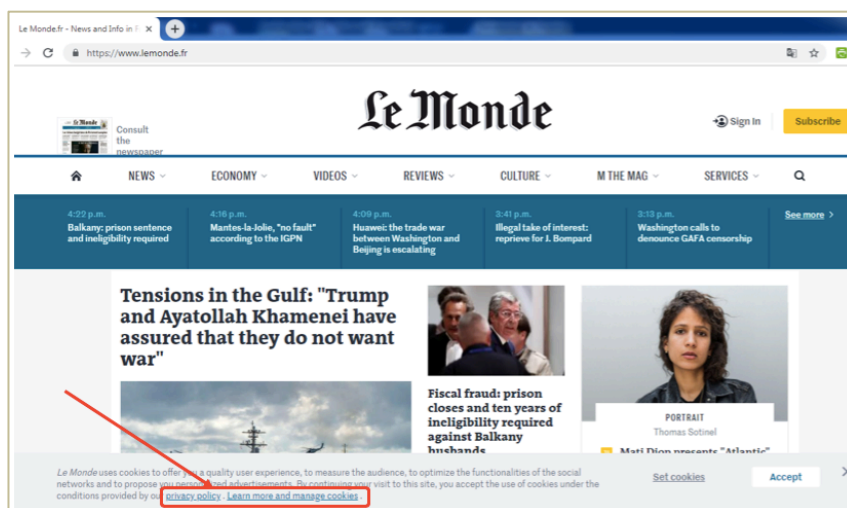 Le Monde.fr - News and Info in F
https://www.lemonde.fr
Le Monde
Consult
the
newspaper
Sign In
Subscribe
NEWS
ECONOMY
VIDEOS
REVIEWS
CULTURE
M THE MAG
SERVICES
4:22 p.m.
Balkany: prison sentence
and ineligibility required
4:16 p.m.
Mantes-la-Jolie, "no fault"
according to the IGPN
4:09 p.m.
Huawei: the trade war
between Washington and
Beijing is escalating
3:41 p.m.
Illegal take of interest:
reprieve for J. Bompard
3:13 p.m.
Washington calls to
denounce GAFA censorship
See more
Tensions in the Gulf: "Trump
and Ayatollah Khamenei have
assured that they do not want
war"
Fiscal fraud: prison
closes and ten years of
ineligibility required
against Balkany
husbands
PORTRAIT
Thomas Sotinel
Mati Diop presents "Atlantic"
Le Monde uses cookies to offer you a quality user experience, to measure the audience, to optimize the functionalities of the social
networks and to propose you personalized advertisements. By continuing your visit to this site, you accept the use of cookies under the
conditions provided by our privacy policy . Learn more and manage cookies .
Set cookies
Accept